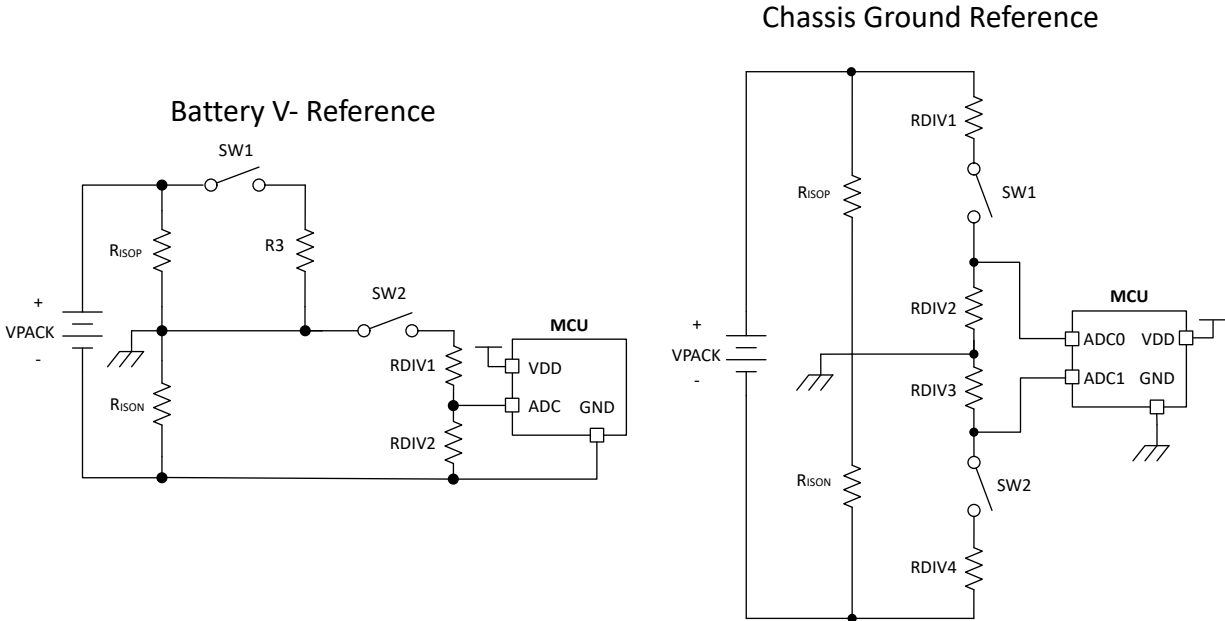 Chassis Ground Reference
Battery V- Reference
SW1
RISOP
R3
SW2
+
VPACK
-
RISON
RDIV1
RDIV2
MCU
VDD
ADC
GND
RDIV1
SW1
RISOP
RDIV2
+
VPACK
-
RDIV3
RISON
SW2
RDIV4
MCU
ADC0
VDD
ADC1
GND